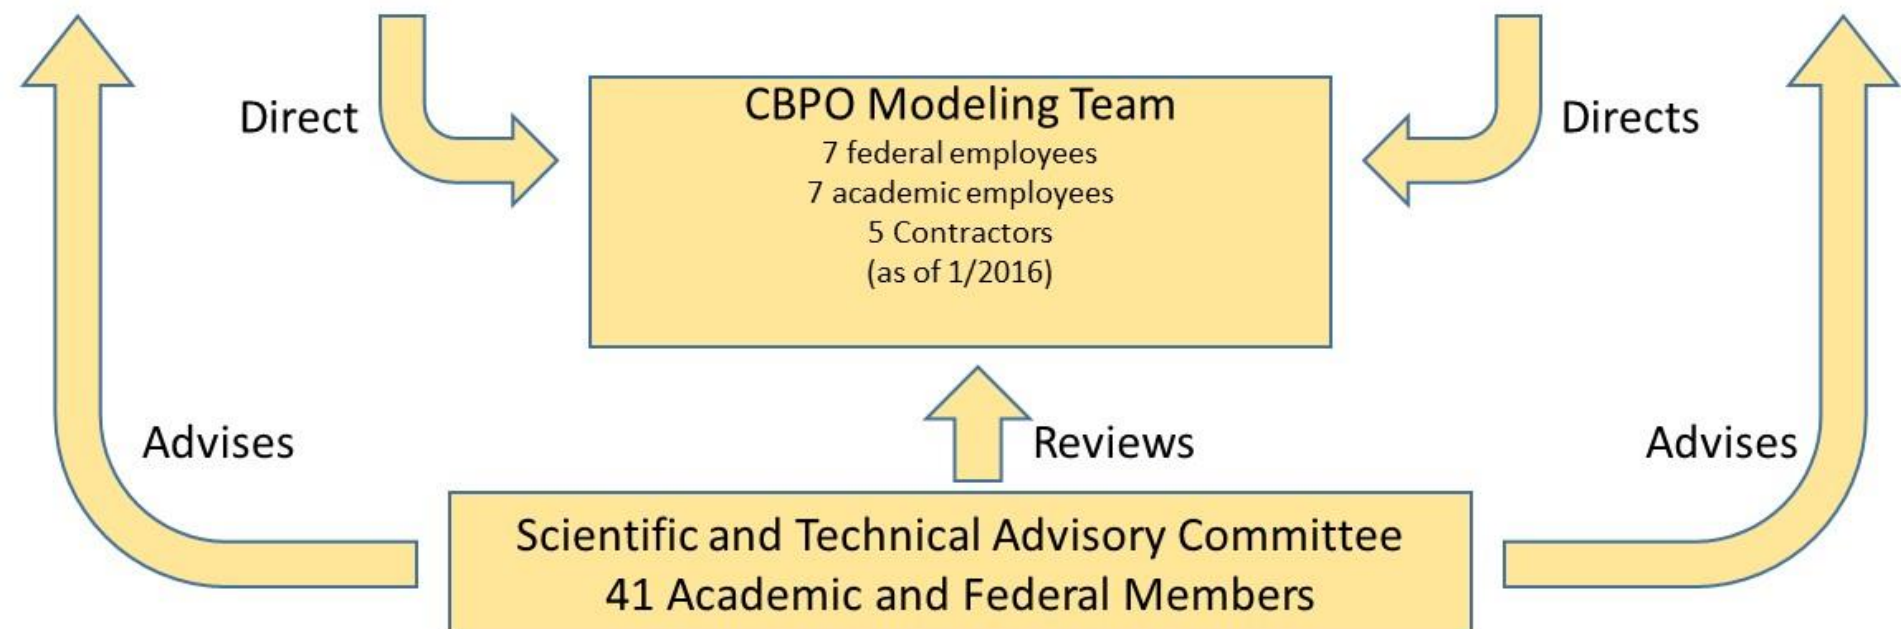 Direct
CBPO Modeling Team
Directs
7 federal employees
7 academic employees
5 Contractors
(as of 1/2016)
Advises
Reviews
Advises
Scientific and Technical Advisory Committee
41 Academic and Federal Members